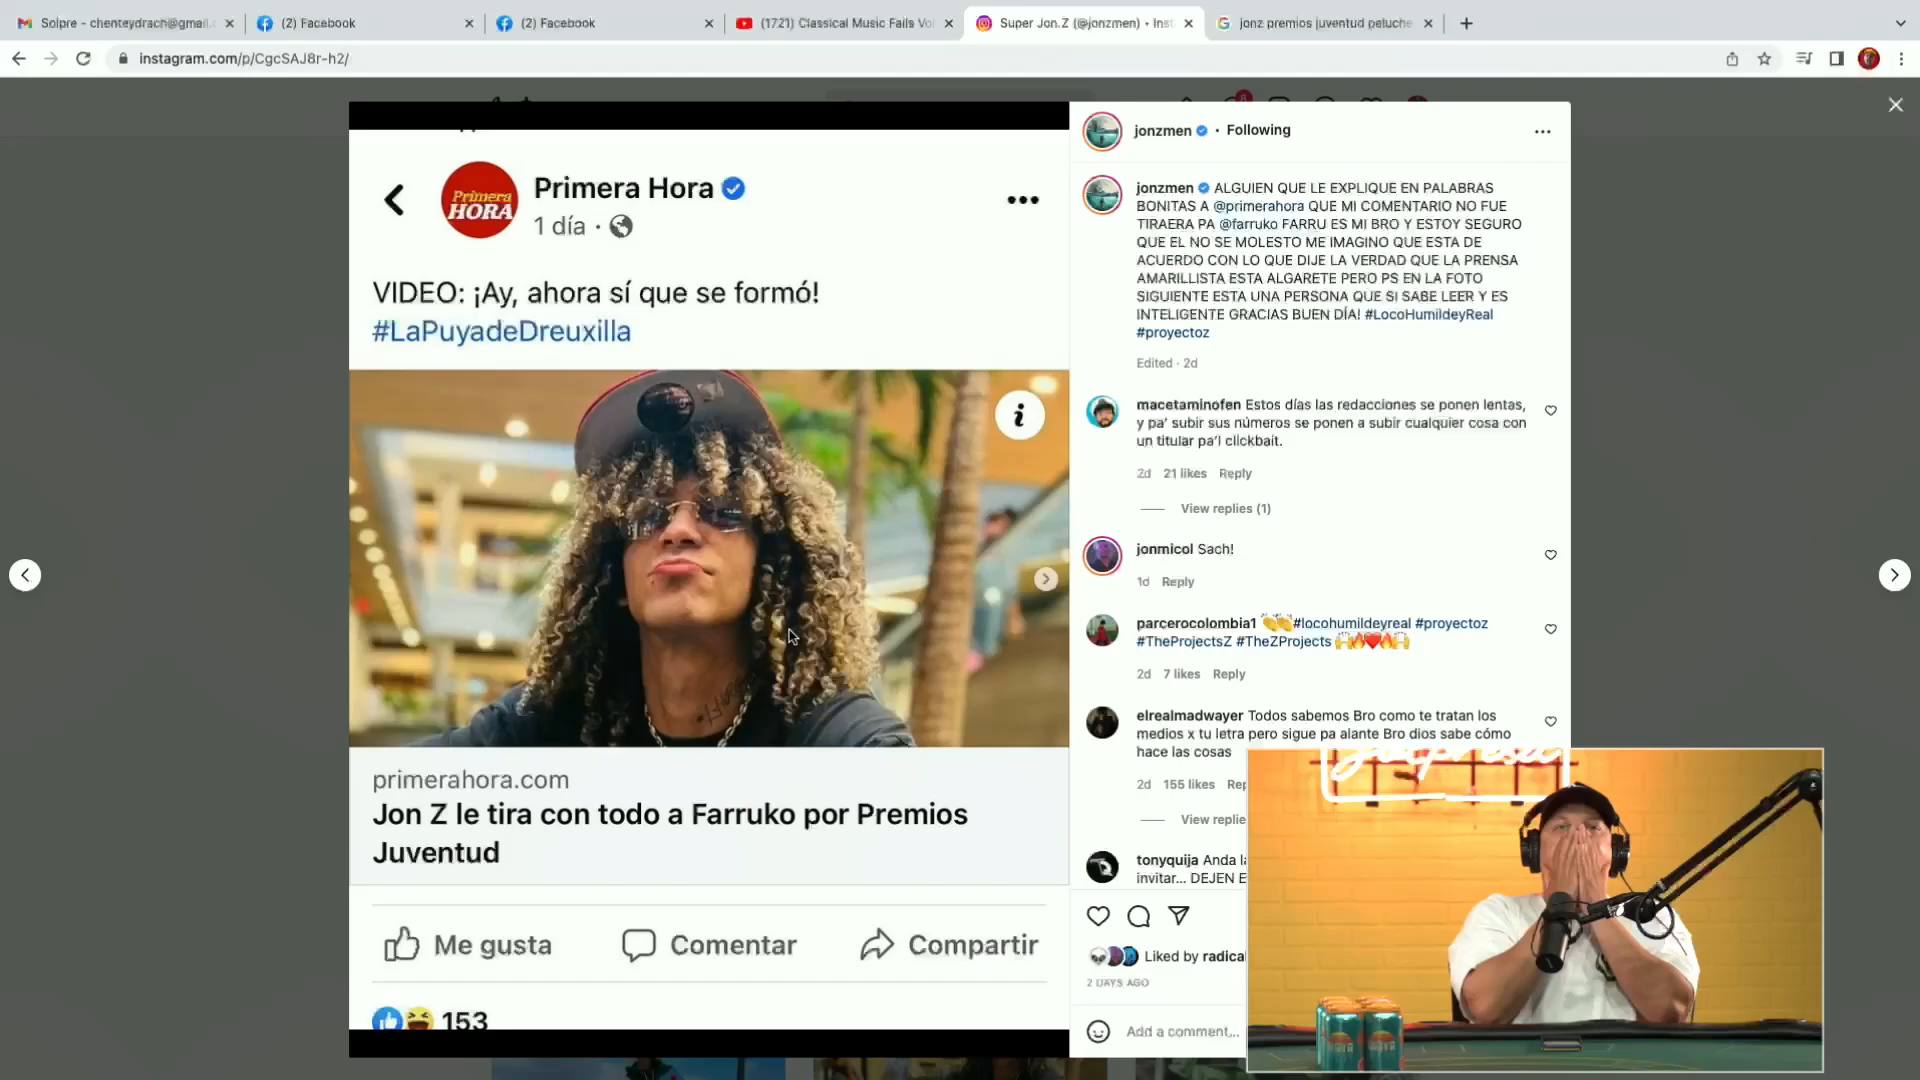 Solpre - chenteydrach@gmail.
(2) Facebook
(2) Facebook
(1721) Classical Music Fails Vo
Super Jon.Z (@jonzmen) • Inst
jonz premios juventud peluche
instagram.com/p/CgcSAJ8r-h2/
Primera Hora
Primera
HORA
1 día ·
VIDEO: ¡Ay, ahora sí que se formó!
#LaPuyadeDreuxilla
primerahora.com
Jon Z le tira con todo a Farruko por Premios
Juventud
Me gusta
Comentar
Compartir
153
jonzmen • Following
jonzmen ALGUIEN QUE LE EXPLIQUE EN PALABRAS
BONITAS A @primerahora QUE MI COMENTARIO NO FUE
TIRAERA PA @farruko FARRU ES MI BRO Y ESTOY SEGURO
QUE EL NO SE MOLESTO ME IMAGINO QUE ESTA DE
ACUERDO CON LO QUE DIJE LA VERDAD QUE LA PRENSA
AMARILLISTA ESTA ALGARETE PERO PS EN LA FOTO
SIGUIENTE ESTA UNA PERSONA QUE SI SABE LEER Y ES
INTELIGENTE GRACIAS BUEN DÍA! #LocoHumildeyReal
#proyectoz
Edited · 2d
macetaminofen Estos días las redacciones se ponen lentas,
y pa' subir sus números se ponen a subir cualquier cosa con
un titular pa'l clickbait.
2d 21 likes Reply
View replies (1)
jonmicol Sach!
1d Reply
parcerocolombia1 #locohumildeyreal #proyectoz
#TheProjectsZ #TheZProjects
2d 7 likes Reply
elrealmadwayer Todos sabemos Bro como te tratan los
medios x tu letra pero sigue pa alante Bro dios sabe cómo
hace las cosas
2d 155 likes Rep
View replie
tonyquija Anda la
invitar... DEJEN E
Liked by radical
2 DAYS AGO
Add a comment...